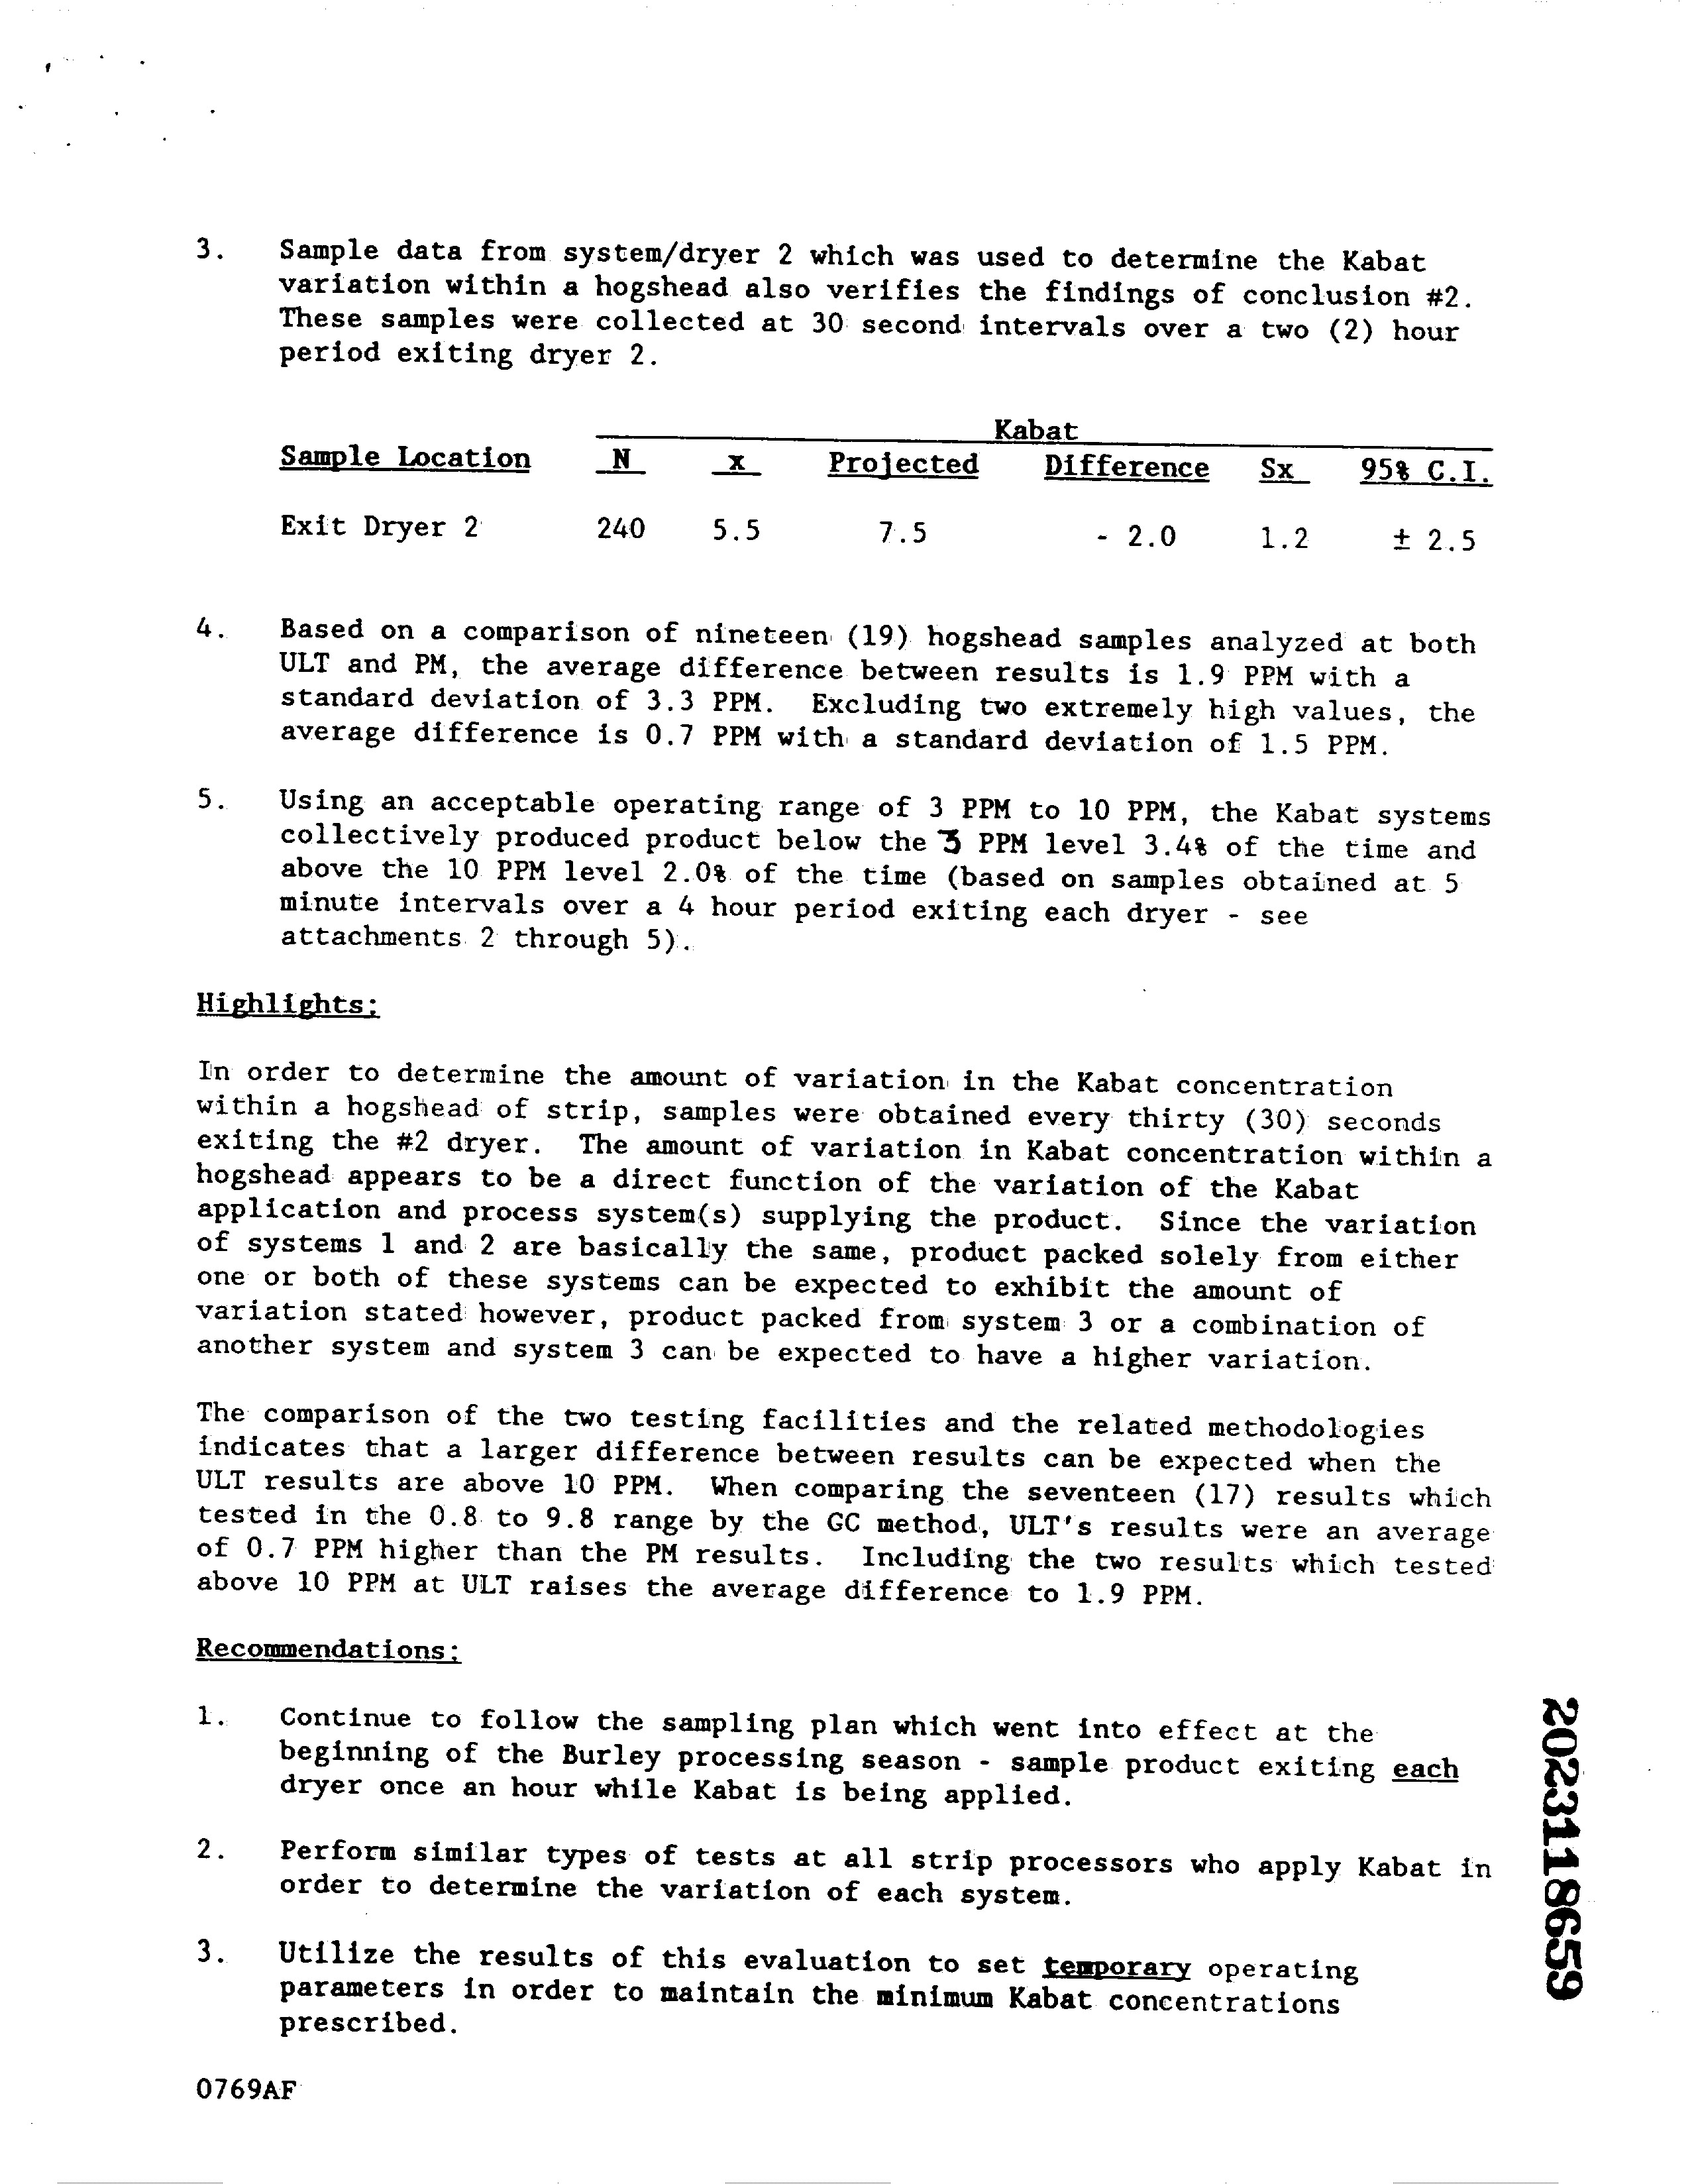 3. Sample data from system/dryer 2 which was used to determine the Kabat
variation within a hogshead also verifies the findings of conclusion #2.
These samples were collected at 30 second intervals over a two (2) hour
period exiting dryer 2.
Kabat
Sample Location N x Projected Difference Sx 95% C.I.
Exit Dryer 2 240 5.5 7.5 - 2.0 1.2 ± 2.5
4. Based on a comparison of nineteen (19) hogshead samples analyzed at both
ULT and PM, the average difference between results is 1.9 PPM with a
standard deviation of 3.3 PPM. Excluding two extremely high values, the
average difference is 0.7 PPM with a standard deviation of 1.5 PPM.
5. Using an acceptable operating range of 3 PPM to 10 PPM, the Kabat systems
collectively produced product below the 3 PPM level 3.4% of the time and
above the 10 PPM level 2.0% of the time (based on samples obtained at 5
minute intervals over a 4 hour period exiting each dryer - see
attachments 2 through 5).
Highlights:
In order to determine the amount of variation in the Kabat concentration
within a hogshead of strip, samples were obtained every thirty (30) seconds
exiting the #2 dryer. The amount of variation in Kabat concentration within a
hogshead appears to be a direct function of the variation of the Kabat
application and process system(s) supplying the product. Since the variation
of systems 1 and 2 are basically the same, product packed solely from either
one or both of these systems can be expected to exhibit the amount of
variation stated however, product packed from system 3 or a combination of
another system and system 3 can be expected to have a higher variation.
The comparison of the two testing facilities and the related methodologies
indicates that a larger difference between results can be expected when the
ULT results are above 10 PPM. When comparing the seventeen (17) results which
tested in the 0.8 to 9.8 range by the GC method, ULT's results were an average
of 0.7 PPM higher than the PM results. Including the two results which tested
above 10 PPM at ULT raises the average difference to 1.9 PPM.
Recommendations:
1. Continue to follow the sampling plan which went into effect at the
beginning of the Burley processing season - sample product exiting each
dryer once an hour while Kabat is being applied.
2. Perform similar types of tests at all strip processors who apply Kabat in
order to determine the variation of each system.
3. Utilize the results of this evaluation to set temporary operating
parameters in order to maintain the minimum Kabat concentrations
prescribed.
0769AF
2023118659